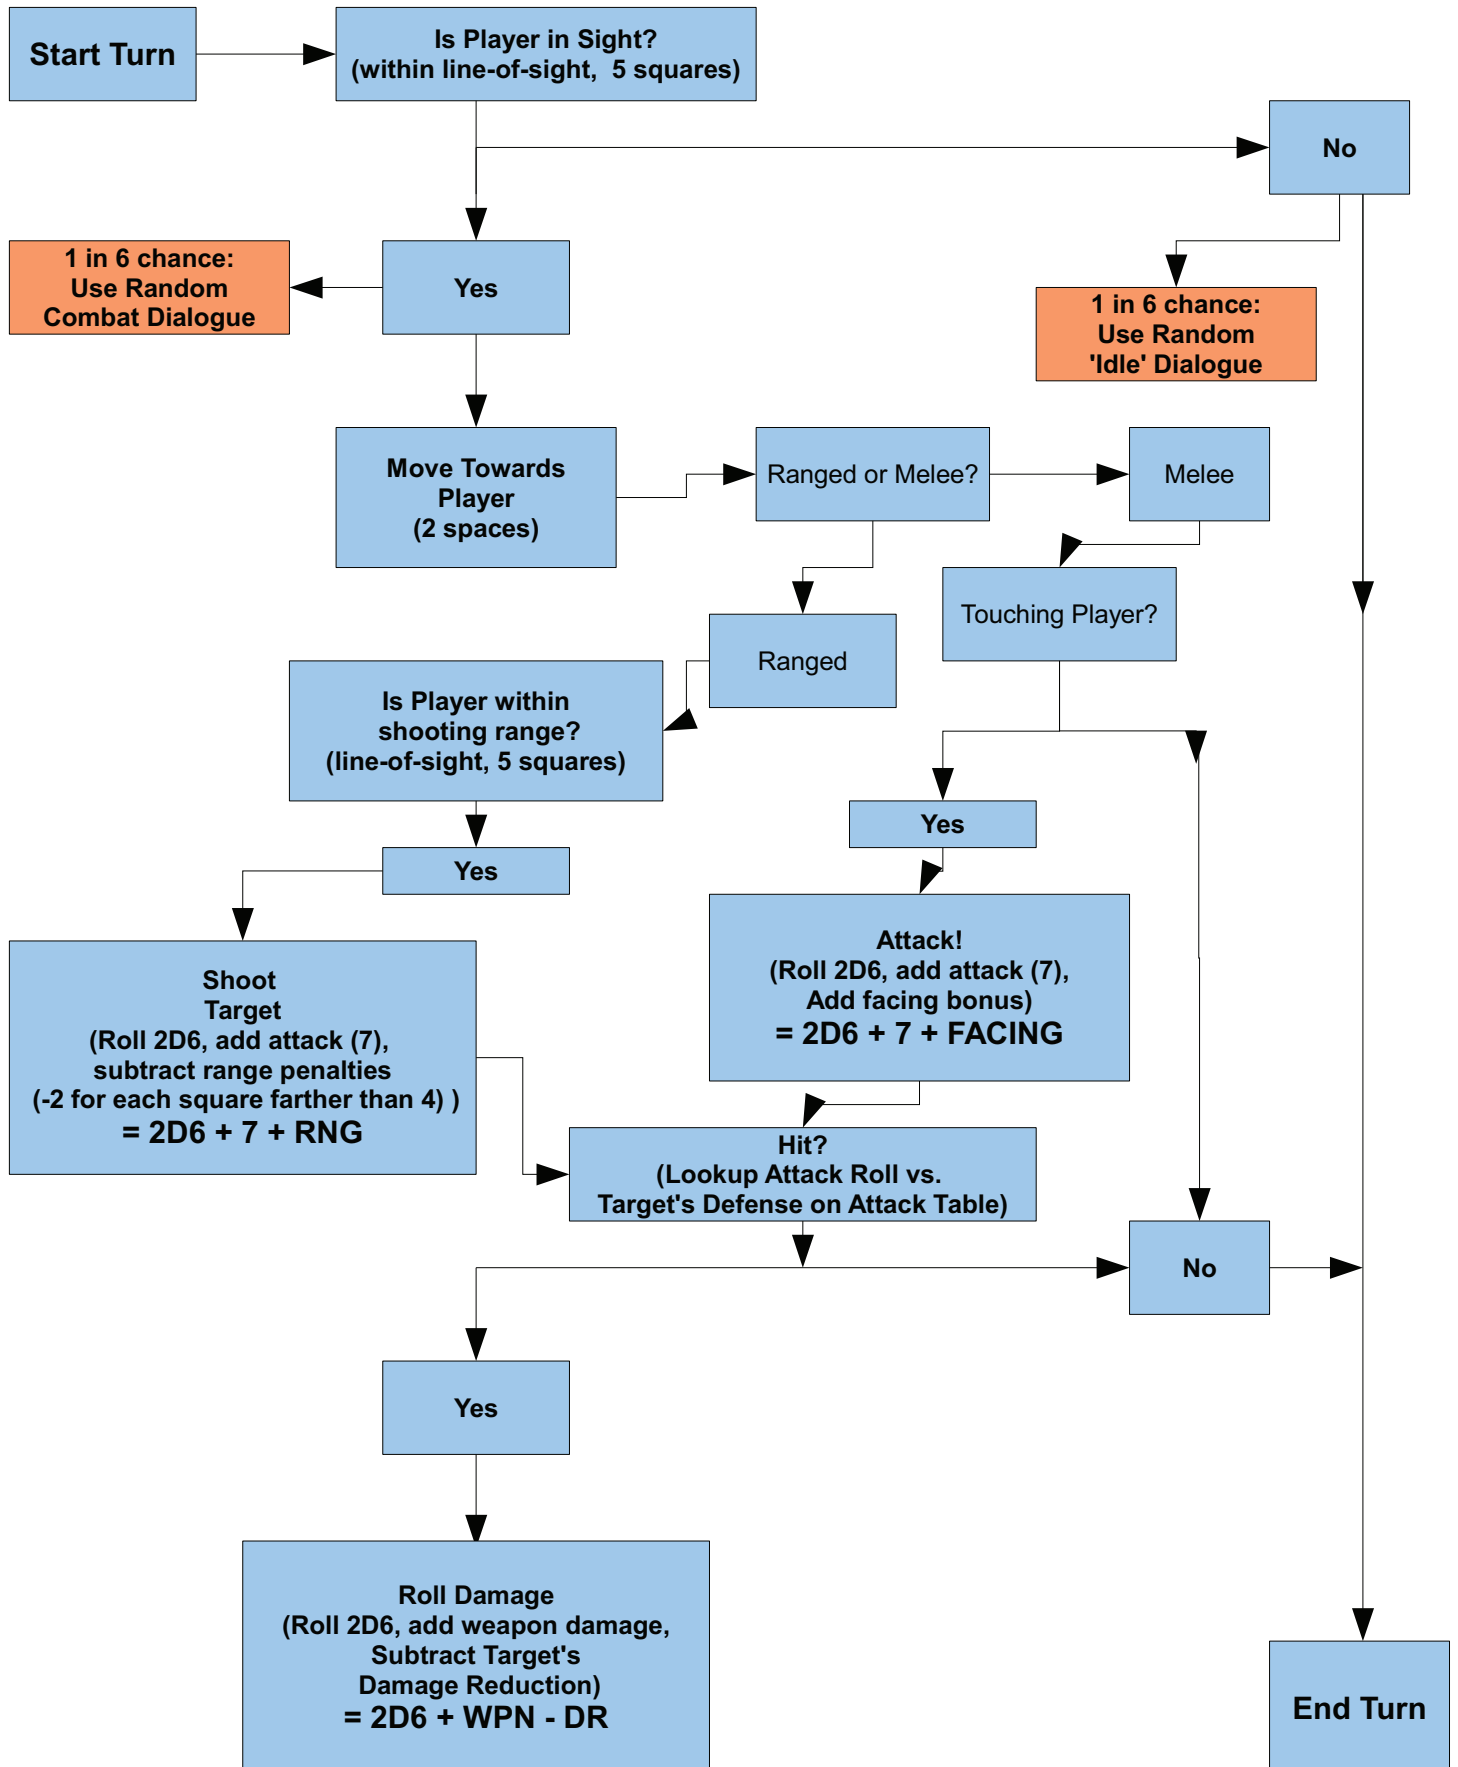 Start Turn
Is Player in Sight?
(within line-of-sight,  5 squares)
No
1 in 6 chance:
Use Random
Combat Dialogue
Yes
1 in 6 chance:
Use Random
'Idle' Dialogue
Move Towards
Player
(2 spaces)
Ranged or Melee?
Melee
Touching Player?
Ranged
Is Player within
shooting range?
(line-of-sight, 5 squares)
Yes
Yes
Shoot
Target
(Roll 2D6, add attack (7),
subtract range penalties
(-2 for each square farther than 4) )
= 2D6 + 7 + RNG
Attack!
(Roll 2D6, add attack (7),
Add facing bonus)
= 2D6 + 7 + FACING
Hit?
(Lookup Attack Roll vs.
Target's Defense on Attack Table)
No
Yes
Roll Damage
(Roll 2D6, add weapon damage,
Subtract Target's
Damage Reduction)
= 2D6 + WPN - DR
End Turn